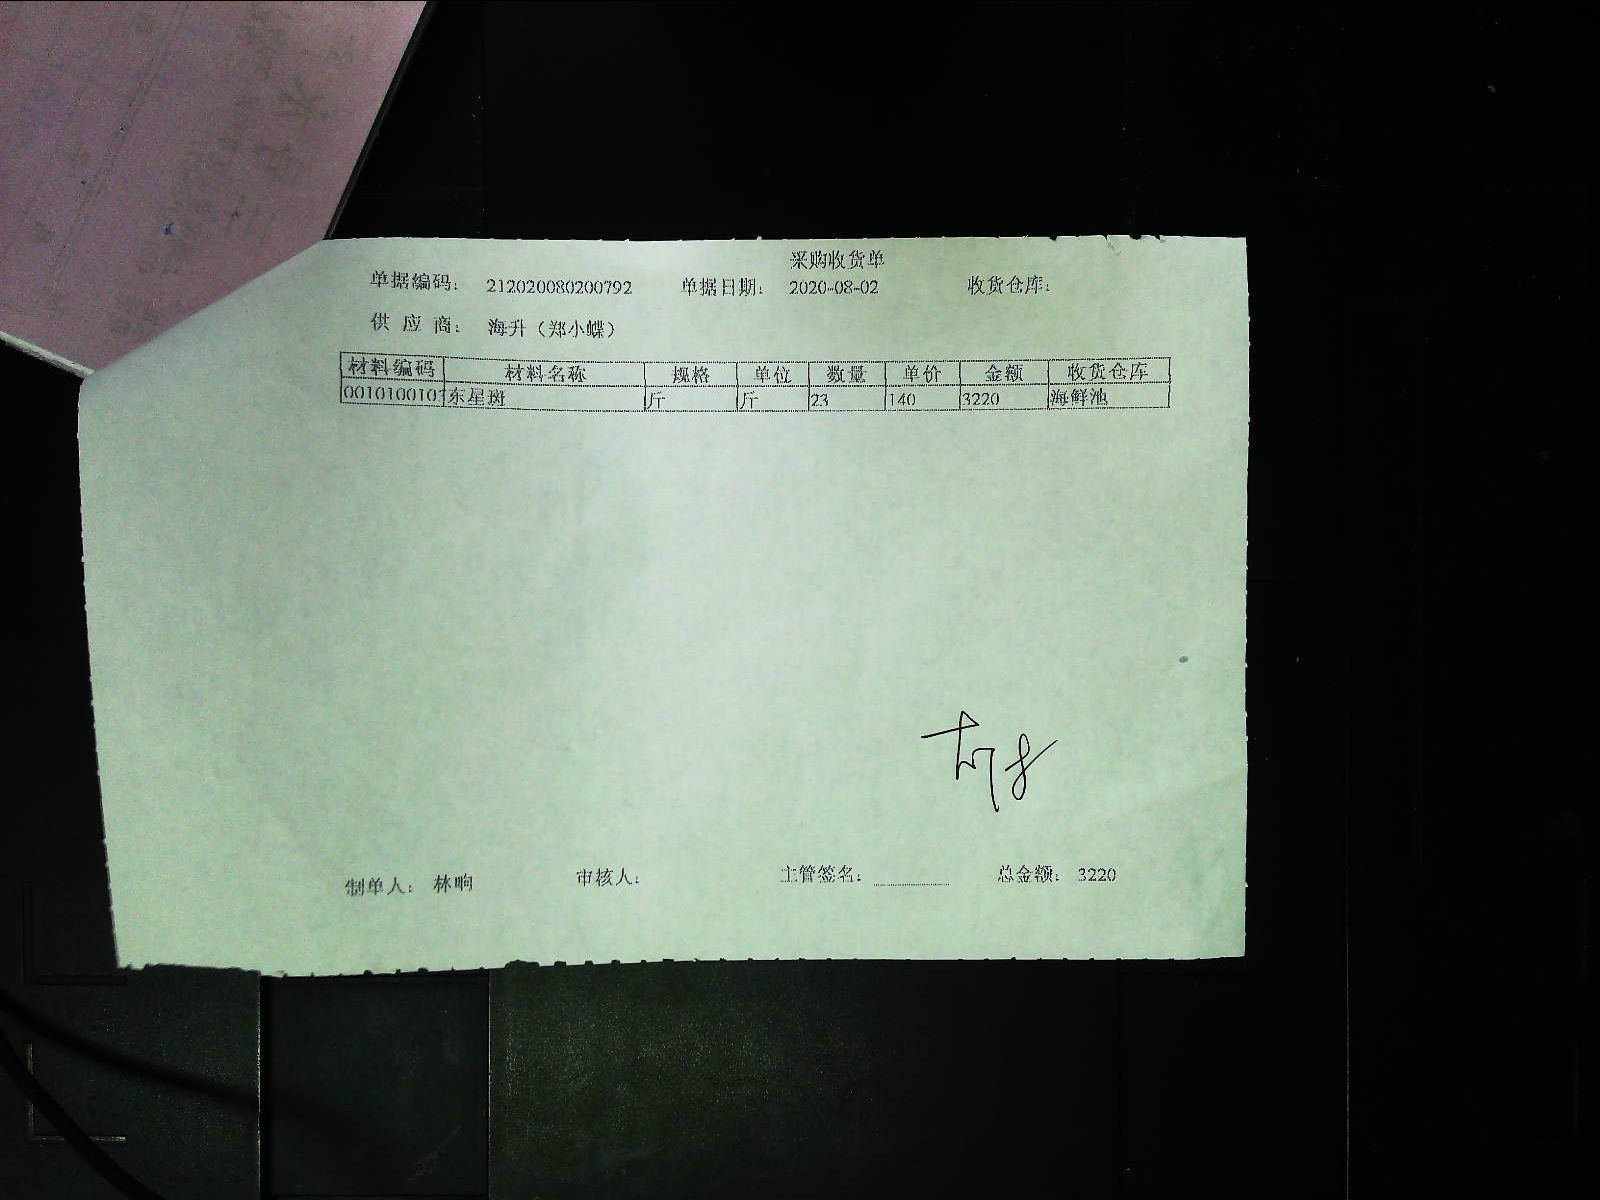 采购收货单
单据编码: 212020080200792 单据日期: 2020-08-02 收货仓库:
供 应 商: 海升（郑小蝶）
材料编码 材料名称 规格 单位 数量 单价 金额 收货仓库
东星斑 斤 斤 23 140 3220 海鲜池
制单人: 林晌 审核人: 主管签名: 总金额: 3220